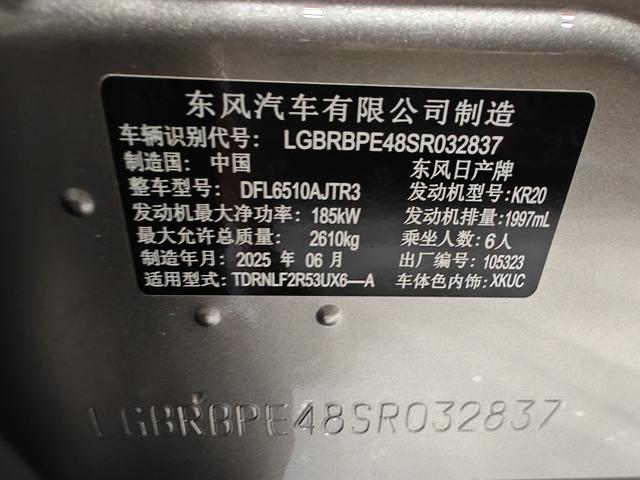 东风汽车有限公司制造
车辆识别代号: LGBRBPE48SR032837
制造国: 中国 东风日产牌
整车型号: DFL6510AJTR3 发动机型号: KR20
发动机最大净功率: 185kW 发动机排量: 1997mL
最大允许总质量: 2610kg 乘坐人数: 6人
制造年月: 2025 年 06 月 出厂编号: 105323
适用型式: TDRNLF2R53UX6—A 车体色内饰: XKUC
LGBRBPE48SR032837